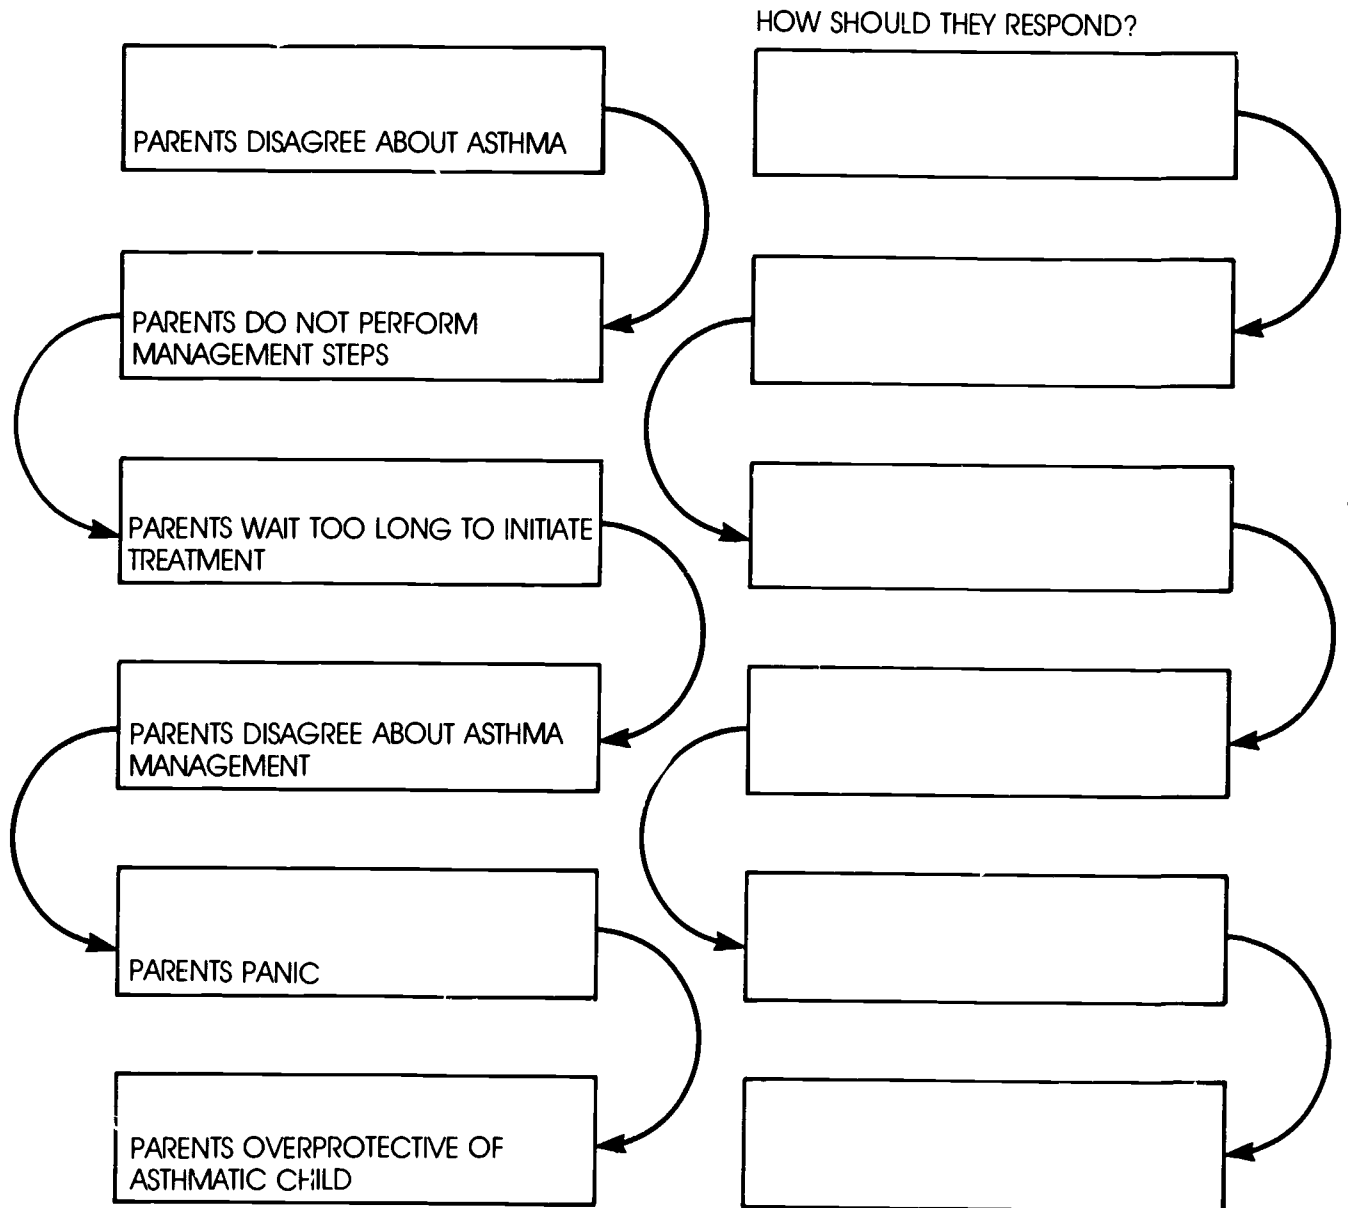 HOW SHOULD THEY RESPOND?
PARENTS DISAGREE ABOUT ASTHMA
PARENTS DO NOT PERFORM
MANAGEMENT STEPS
PARENTS WAIT TOO LONG TO INITIATE
TREATMENT
PARENTS DISAGREE ABOUT ASTHMA
MANAGEMENT
PARENTS PANIC
PARENTS OVERPROTECTIVE OF
ASTHMATIC CHILD